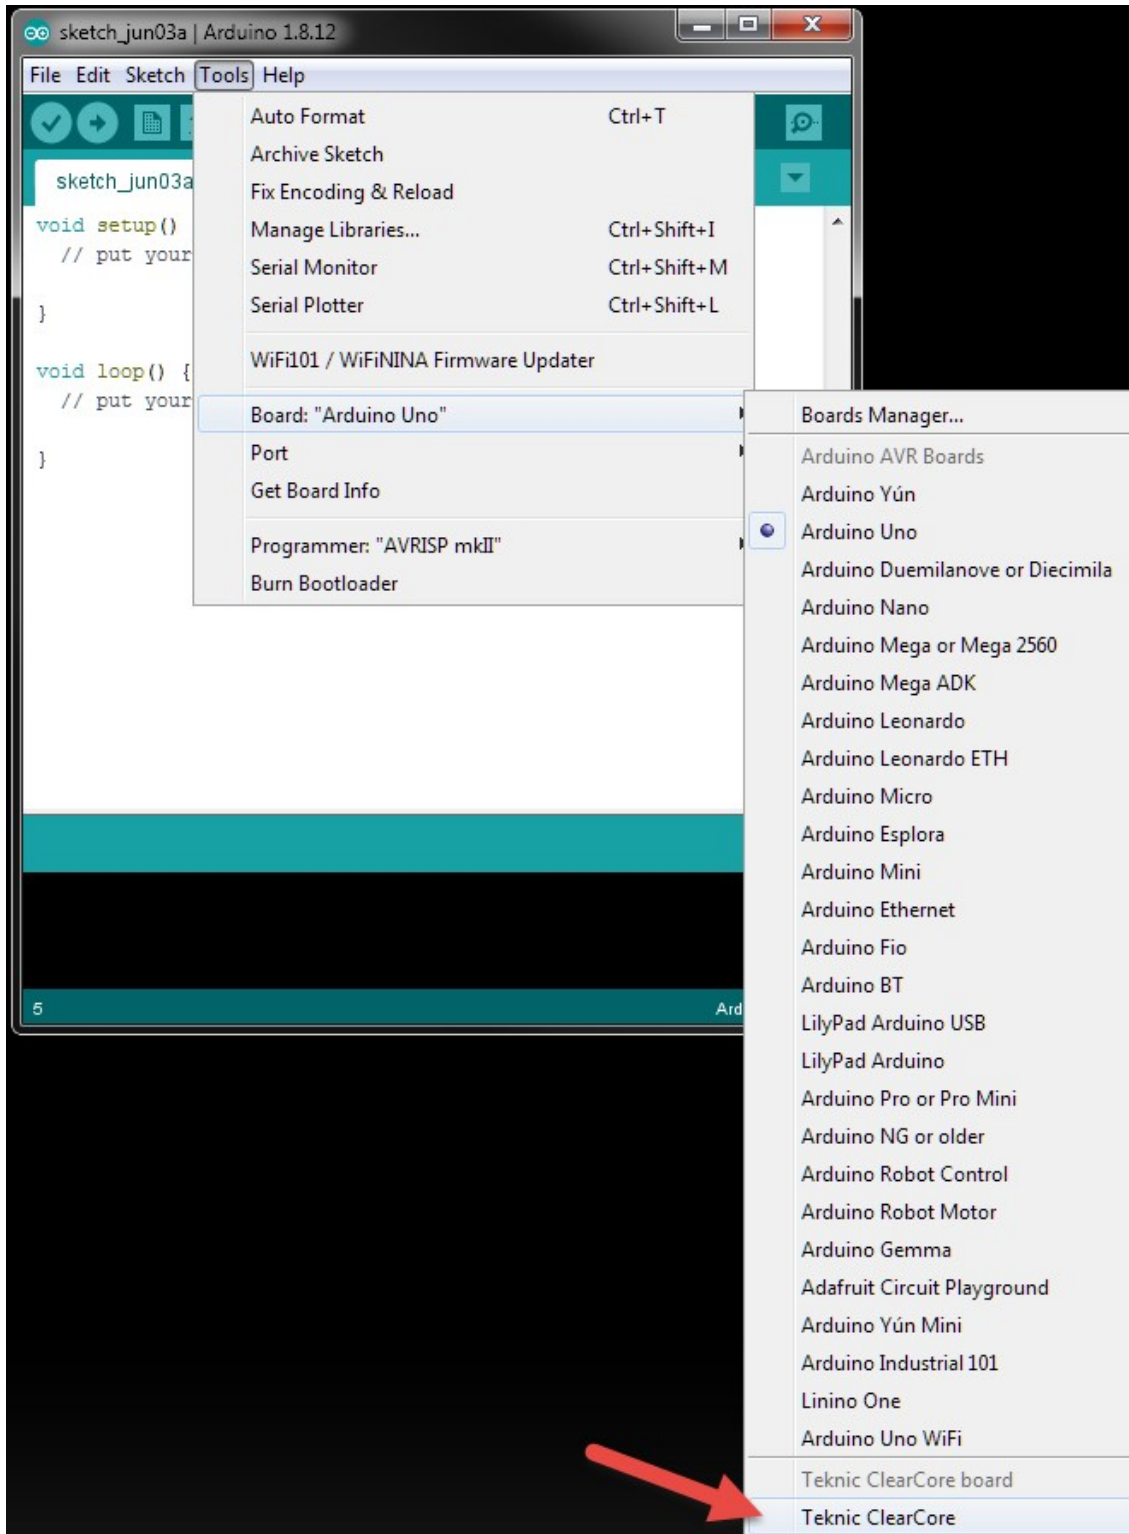 sketch_jun03a | Arduino 1.8.12
File Edit Sketch Tools Help
sketch_jun03a
void setup()
// put your
}
void loop() {
// put your
}
Auto Format Ctrl+T
Archive Sketch
Fix Encoding & Reload
Manage Libraries... Ctrl+Shift+I
Serial Monitor Ctrl+Shift+M
Serial Plotter Ctrl+Shift+L
WiFi101 / WiFiNINA Firmware Updater
Board: "Arduino Uno"
Port
Get Board Info
Programmer: "AVRISP mkII"
Burn Bootloader
5 Ard
Boards Manager...
Arduino AVR Boards
Arduino Yún
Arduino Uno
Arduino Duemilanove or Diecimila
Arduino Nano
Arduino Mega or Mega 2560
Arduino Mega ADK
Arduino Leonardo
Arduino Leonardo ETH
Arduino Micro
Arduino Esplora
Arduino Mini
Arduino Ethernet
Arduino Fio
Arduino BT
LilyPad Arduino USB
LilyPad Arduino
Arduino Pro or Pro Mini
Arduino NG or older
Arduino Robot Control
Arduino Robot Motor
Arduino Gemma
Adafruit Circuit Playground
Arduino Yún Mini
Arduino Industrial 101
Linino One
Arduino Uno WiFi
Teknic ClearCore board
Teknic ClearCore